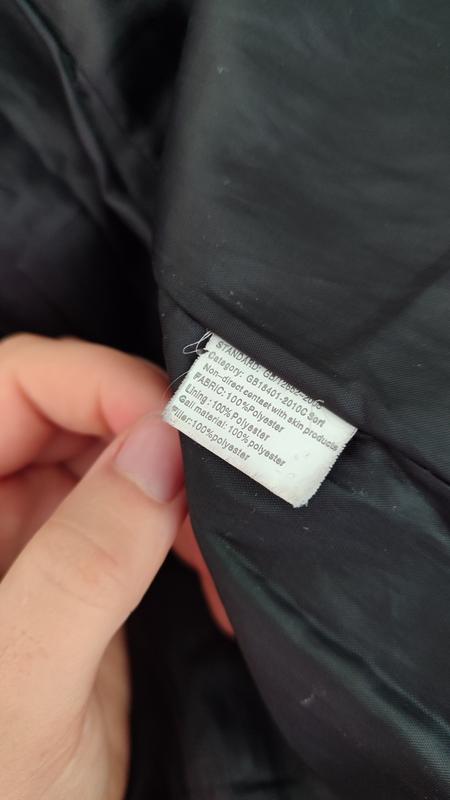 STANDARD:
Category: GB18401-2010C Sort
Non-direct contact with skin products
FABRIC: 100%Polyester
Lining: 100%Polyester
Gall material: 100%polyester
Filler:100%polyester